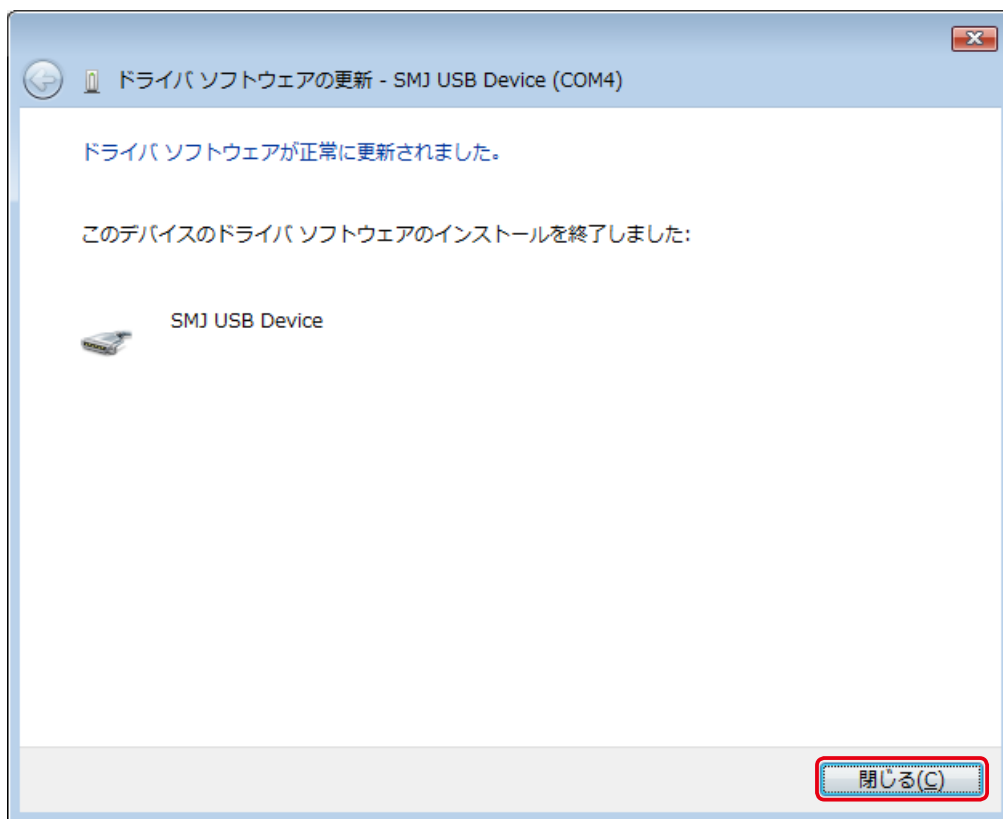 ドライバ ソフトウェアの更新 - SMJ USB Device (COM4)
ドライバ ソフトウェアが正常に更新されました。
このデバイスのドライバ ソフトウェアのインストールを終了しました:
SMJ USB Device
閉じる(C)